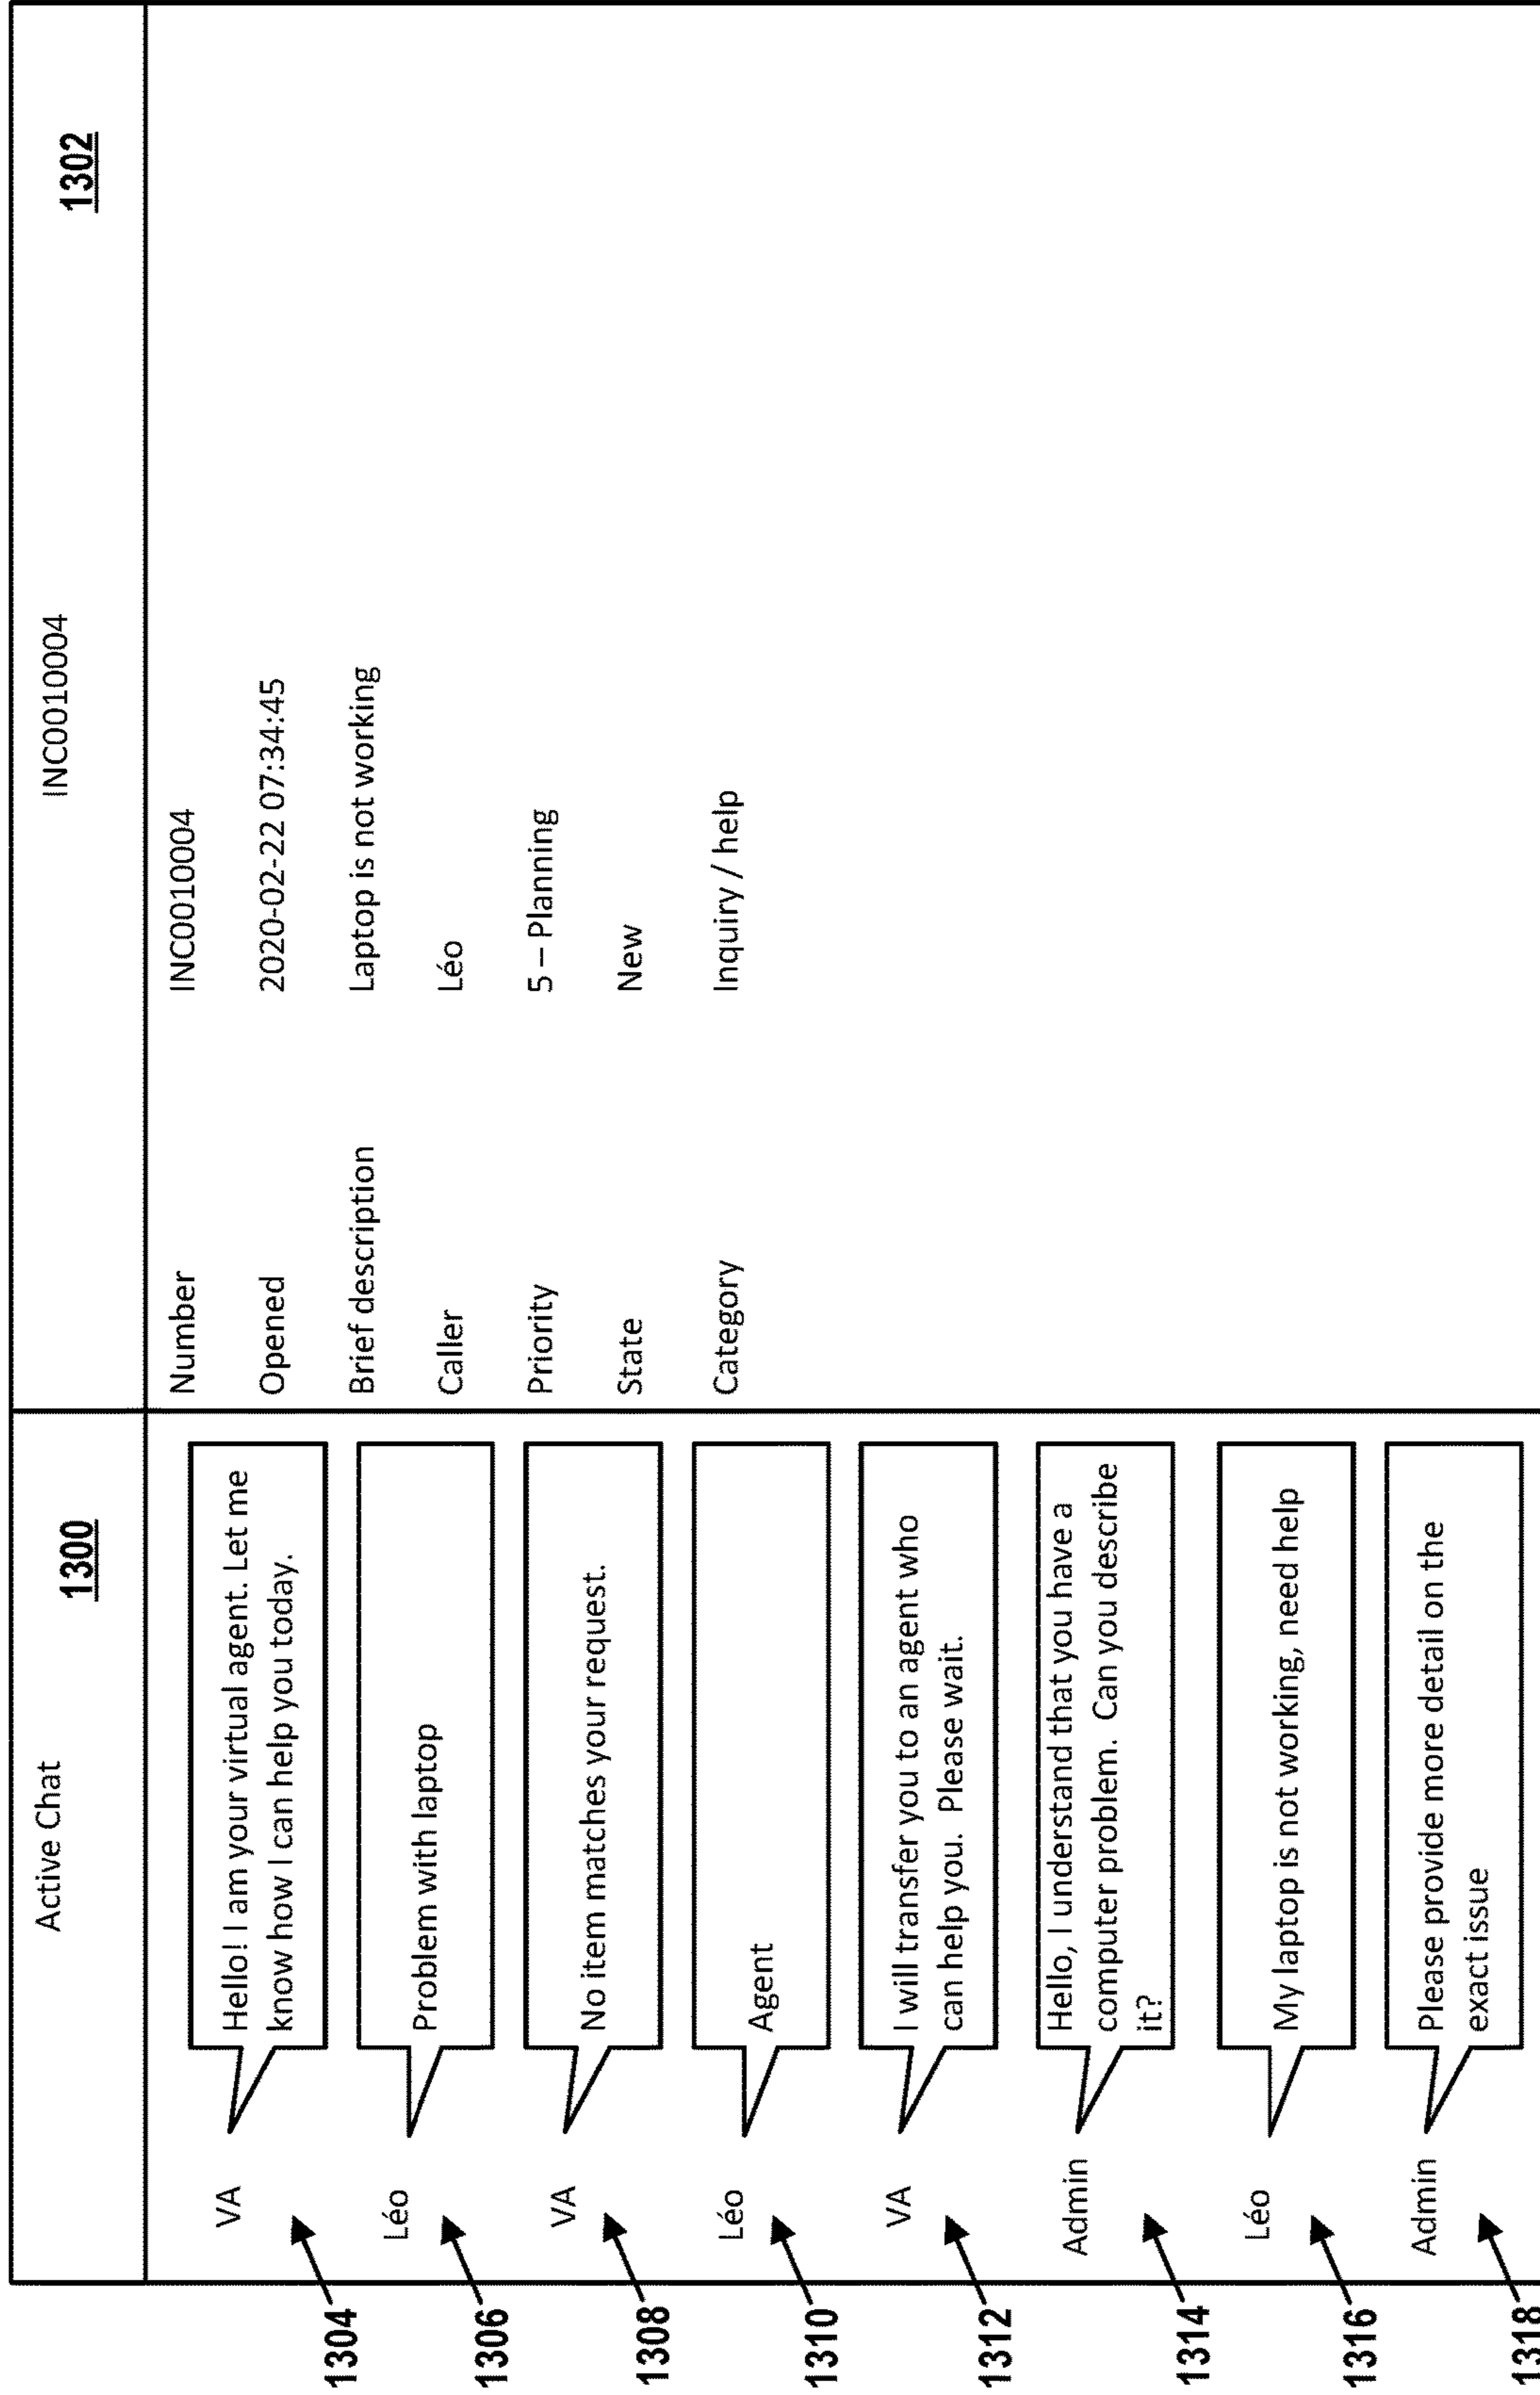 Active Chat
1300
INC0010004
1302
1304
VA
Hello! I am your virtual agent. Let me
know how I can help you today.
1306
Léo
Problem with laptop
1308
VA
No item matches your request.
1310
Léo
Agent
1312
VA
I will transfer you to an agent who
can help you. Please wait.
1314
Admin
Hello, I understand that you have a
computer problem. Can you describe
it?
1316
Léo
My laptop is not working, need help
1318
Admin
Please provide more detail on the
exact issue
Number INC0010004
Opened 2020-02-22 07:34:45
Brief description Laptop is not working
Caller Léo
Priority 5 – Planning
State New
Category Inquiry / help